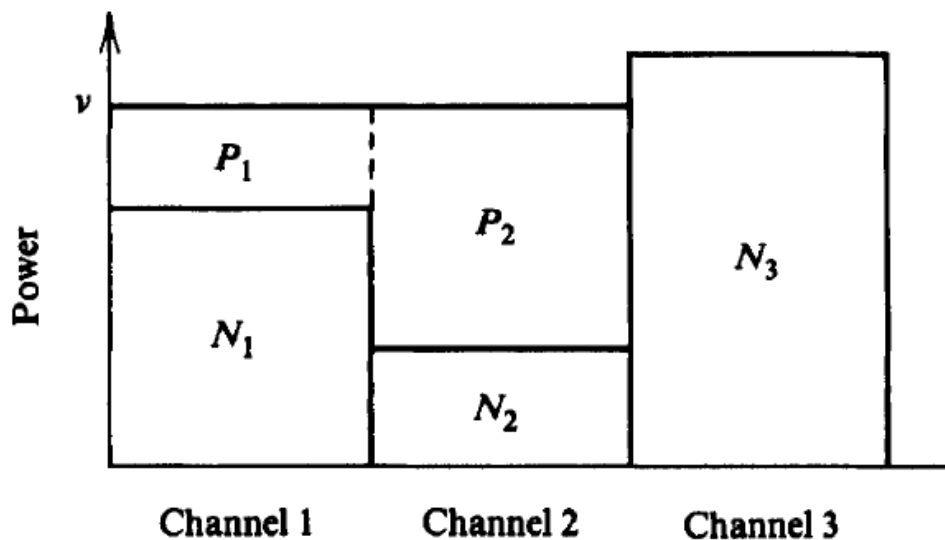 ν
P₁
P₂
N₃
N₁
N₂
Power
Channel 1
Channel 2
Channel 3